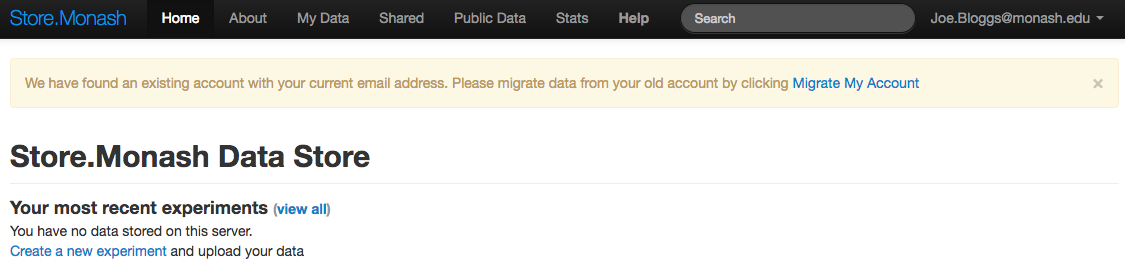 Store.Monash Home About My Data Shared Public Data Stats Help Search Joe.Bloggs@monash.edu
We have found an existing account with your current email address. Please migrate data from your old account by clicking Migrate My Account ×
Store.Monash Data Store
Your most recent experiments (view all)
You have no data stored on this server.
Create a new experiment and upload your data